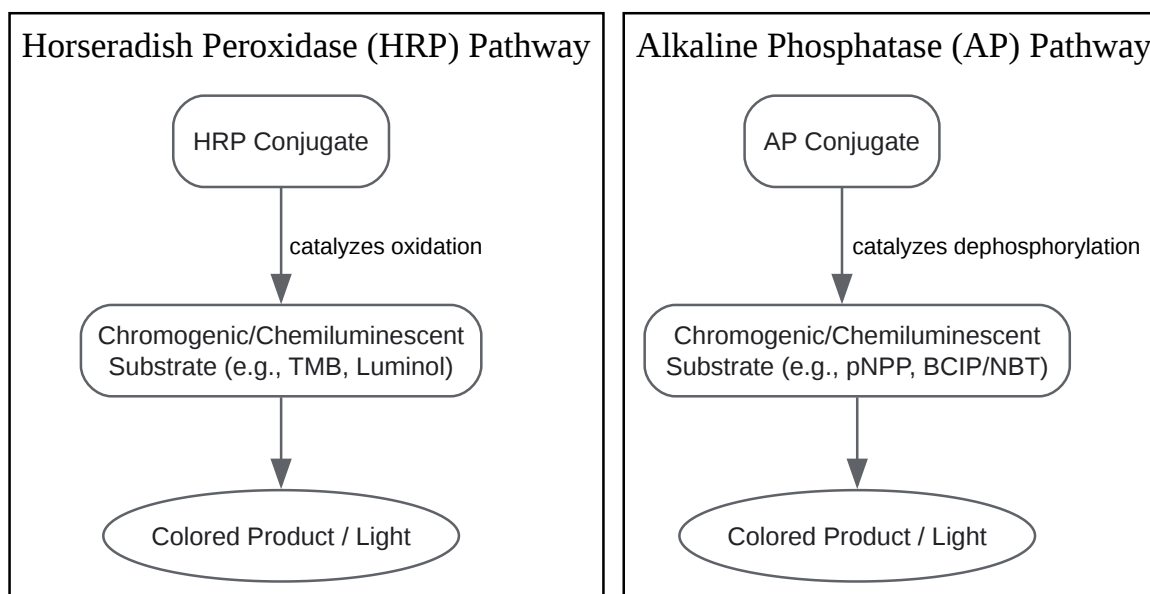 Horseradish Peroxidase (HRP) Pathway
HRP Conjugate
catalyzes oxidation
Chromogenic/Chemiluminescent
Substrate (e.g., TMB, Luminol)
Colored Product / Light
Alkaline Phosphatase (AP) Pathway
AP Conjugate
catalyzes dephosphorylation
Chromogenic/Chemiluminescent
Substrate (e.g., pNPP, BCIP/NBT)
Colored Product / Light